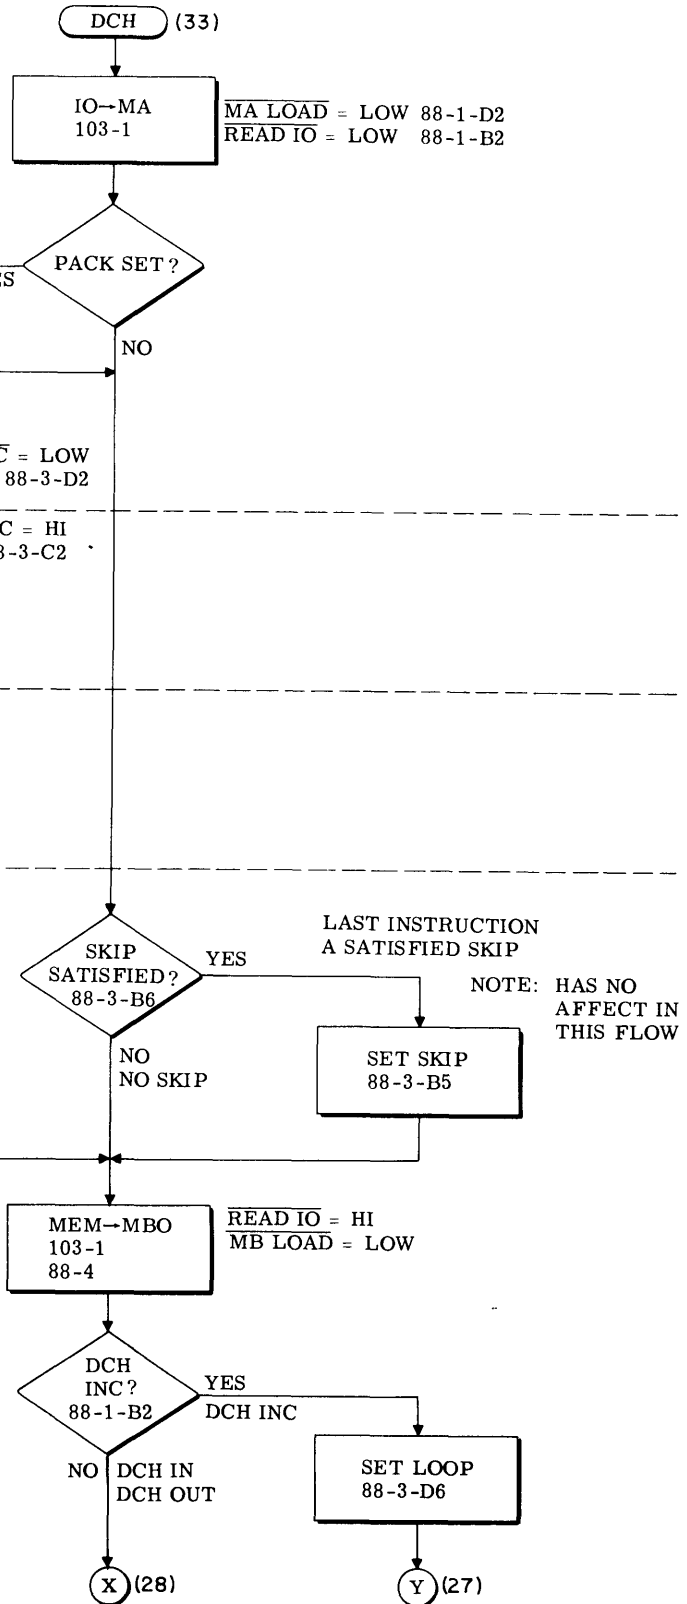 DCH (33)
IO→MA
103-1
MA LOAD = LOW 88-1-D2
READ IO = LOW 88-1-B2
PACK SET?
ES
NO
C = LOW
88-3-D2
C = HI
8-3-C2
SKIP
SATISFIED?
88-3-B6
YES
LAST INSTRUCTION
A SATISFIED SKIP
NOTE: HAS NO
AFFECT IN
THIS FLOW
SET SKIP
88-3-B5
NO
NO SKIP
MEM→MBO
103-1
88-4
READ IO = HI
MB LOAD = LOW
DCH
INC?
88-1-B2
YES
DCH INC
SET LOOP
88-3-D6
NO DCH IN
DCH OUT
X (28)
Y (27)